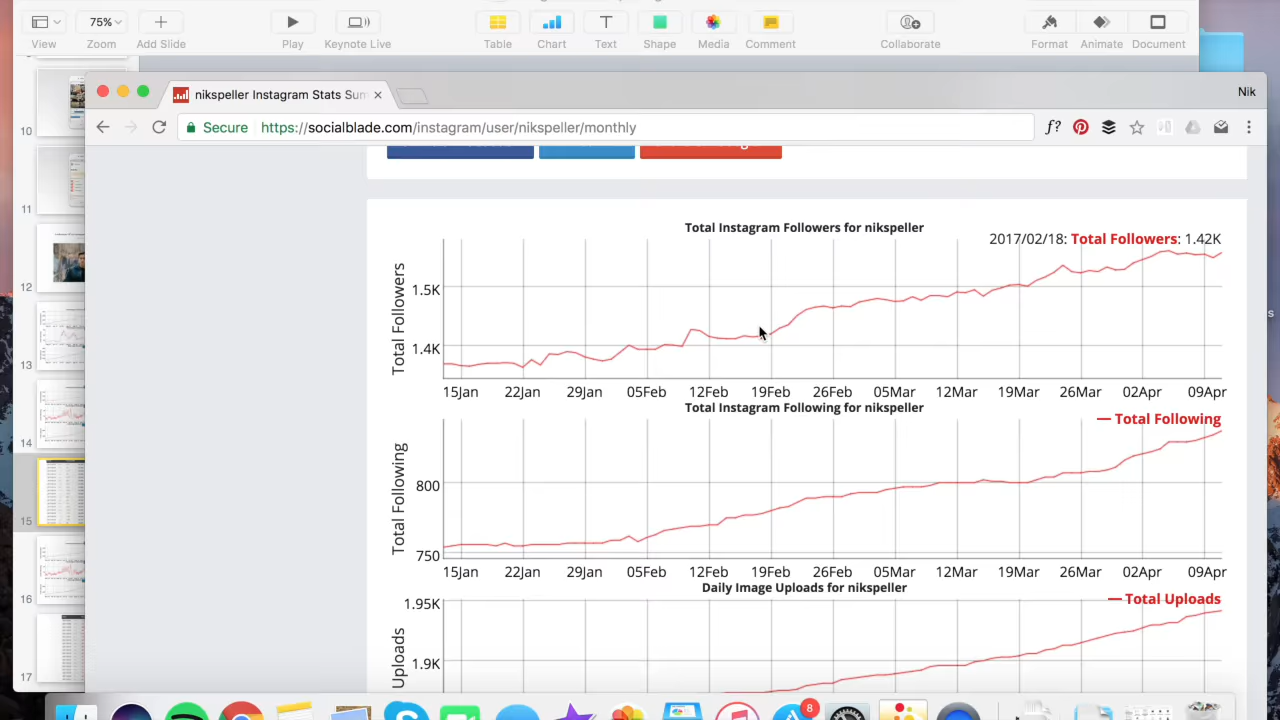 75%
View
Zoom
Add Slide
Play
Keynote Live
Table
Chart
Text
Shape
Media
Comment
Collaborate
Format
Animate
Document
nikspeller Instagram Stats Sum
Nik
Secure https://socialblade.com/instagram/user/nikspeller/monthly
f?
10
11
12
13
14
15
16
17
Total Instagram Followers for nikspeller
2017/02/18: Total Followers: 1.42K
Total Followers
1.5K
1.4K
15Jan 22Jan 29Jan 05Feb 12Feb 19Feb 26Feb 05Mar 12Mar 19Mar 26Mar 02Apr 09Apr
Total Instagram Following for nikspeller
Total Following
Total Following
800
750
15Jan 22Jan 29Jan 05Feb 12Feb 19Feb 26Feb 05Mar 12Mar 19Mar 26Mar 02Apr 09Apr
Daily Image Uploads for nikspeller
Total Uploads
1.95K
1.9K
Uploads
8